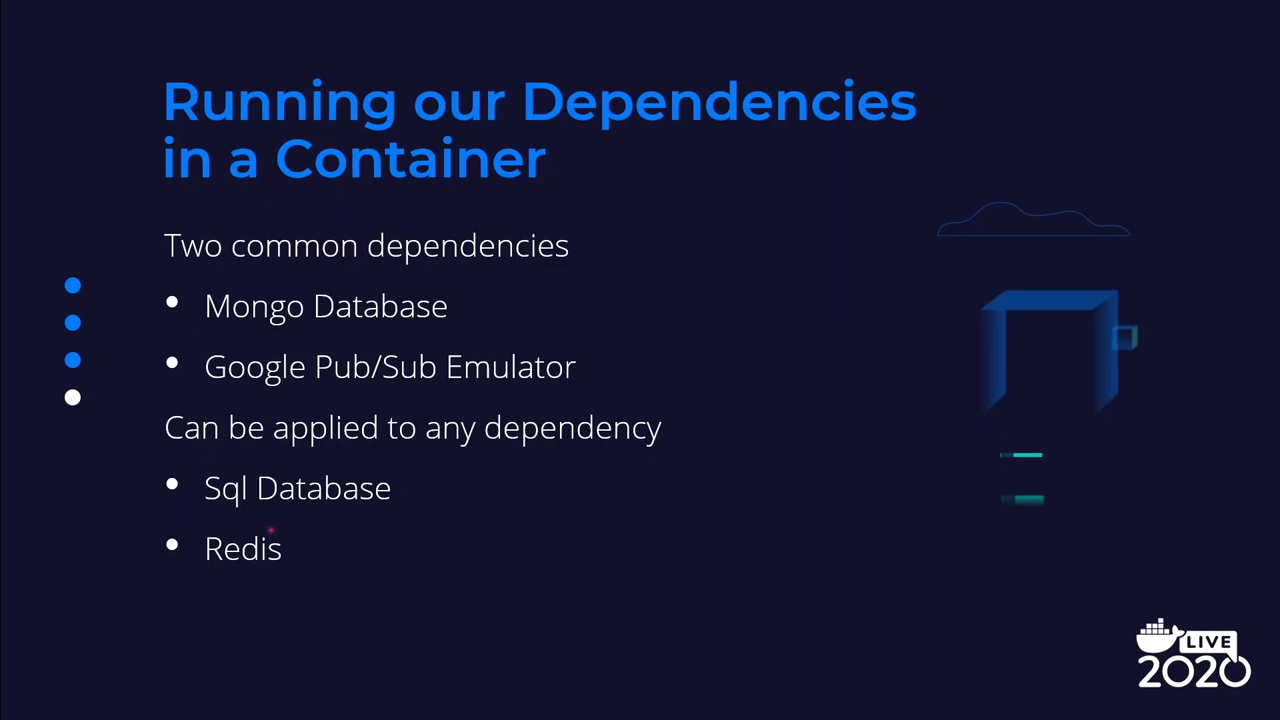 Running our Dependencies
in a Container
Two common dependencies
Mongo Database
Google Pub/Sub Emulator
Can be applied to any dependency
Sql Database
Redis
LIVE
2020